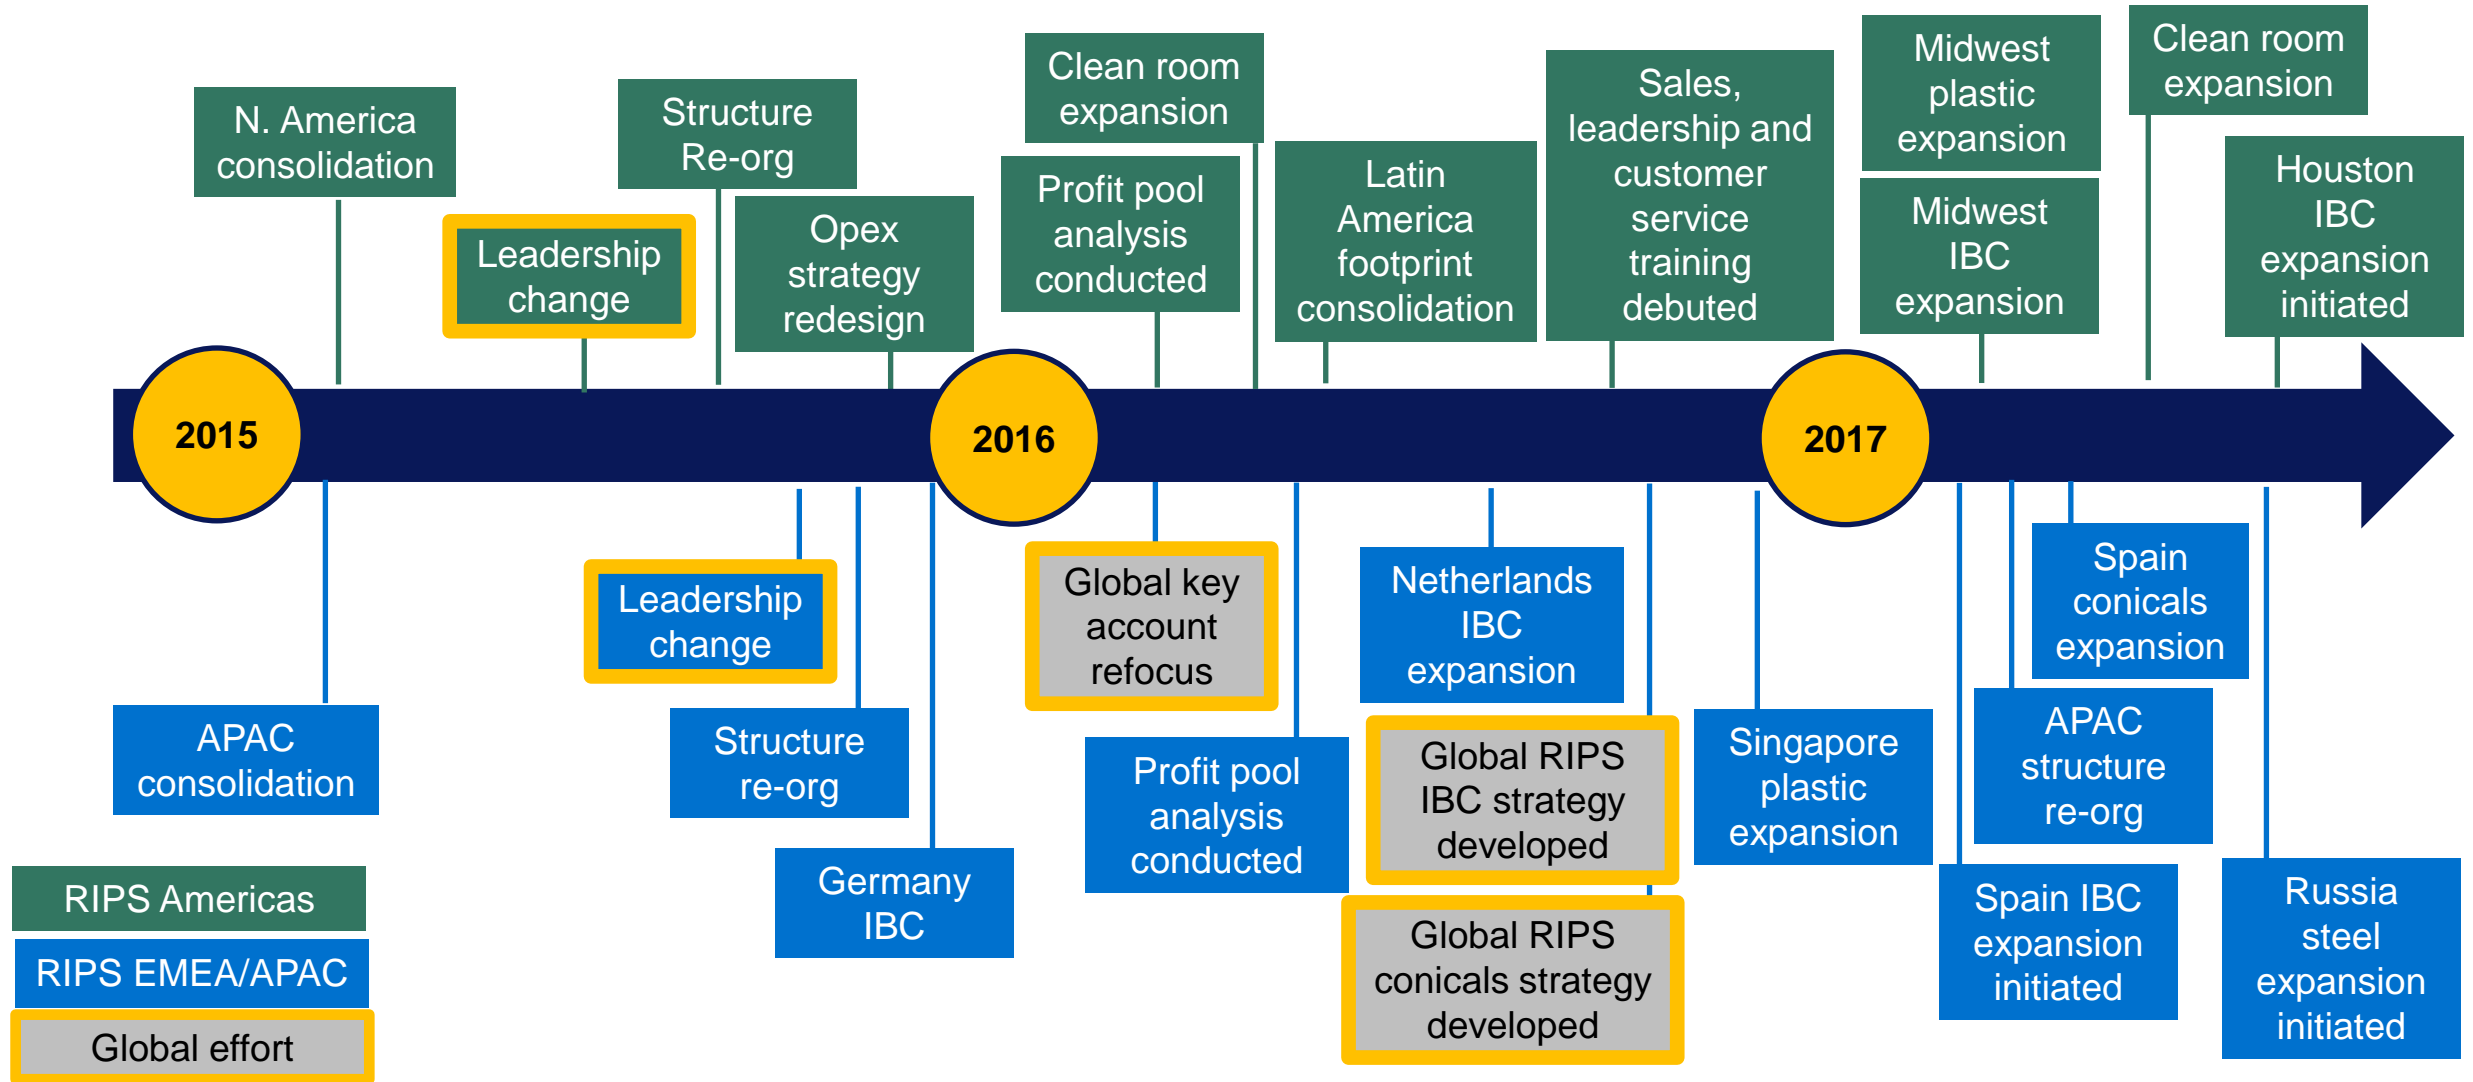 N. America
consolidation
Leadership
change
Structure
Re-org
Opex
strategy
redesign
Clean room
expansion
Profit pool
analysis
conducted
Latin
America
footprint
consolidation
Sales,
leadership and
customer
service
training
debuted
Midwest
plastic
expansion
Midwest
IBC
expansion
Clean room
expansion
Houston
IBC
expansion
initiated
2015
2016
2017
APAC
consolidation
Leadership
change
Structure
re-org
Germany
IBC
Global key
account
refocus
Profit pool
analysis
conducted
Netherlands
IBC
expansion
Global RIPS
IBC strategy
developed
Global RIPS
conicals strategy
developed
Singapore
plastic
expansion
Spain
conicals
expansion
APAC
structure
re-org
Spain IBC
expansion
initiated
Russia
steel
expansion
initiated
RIPS Americas
RIPS EMEA/APAC
Global effort